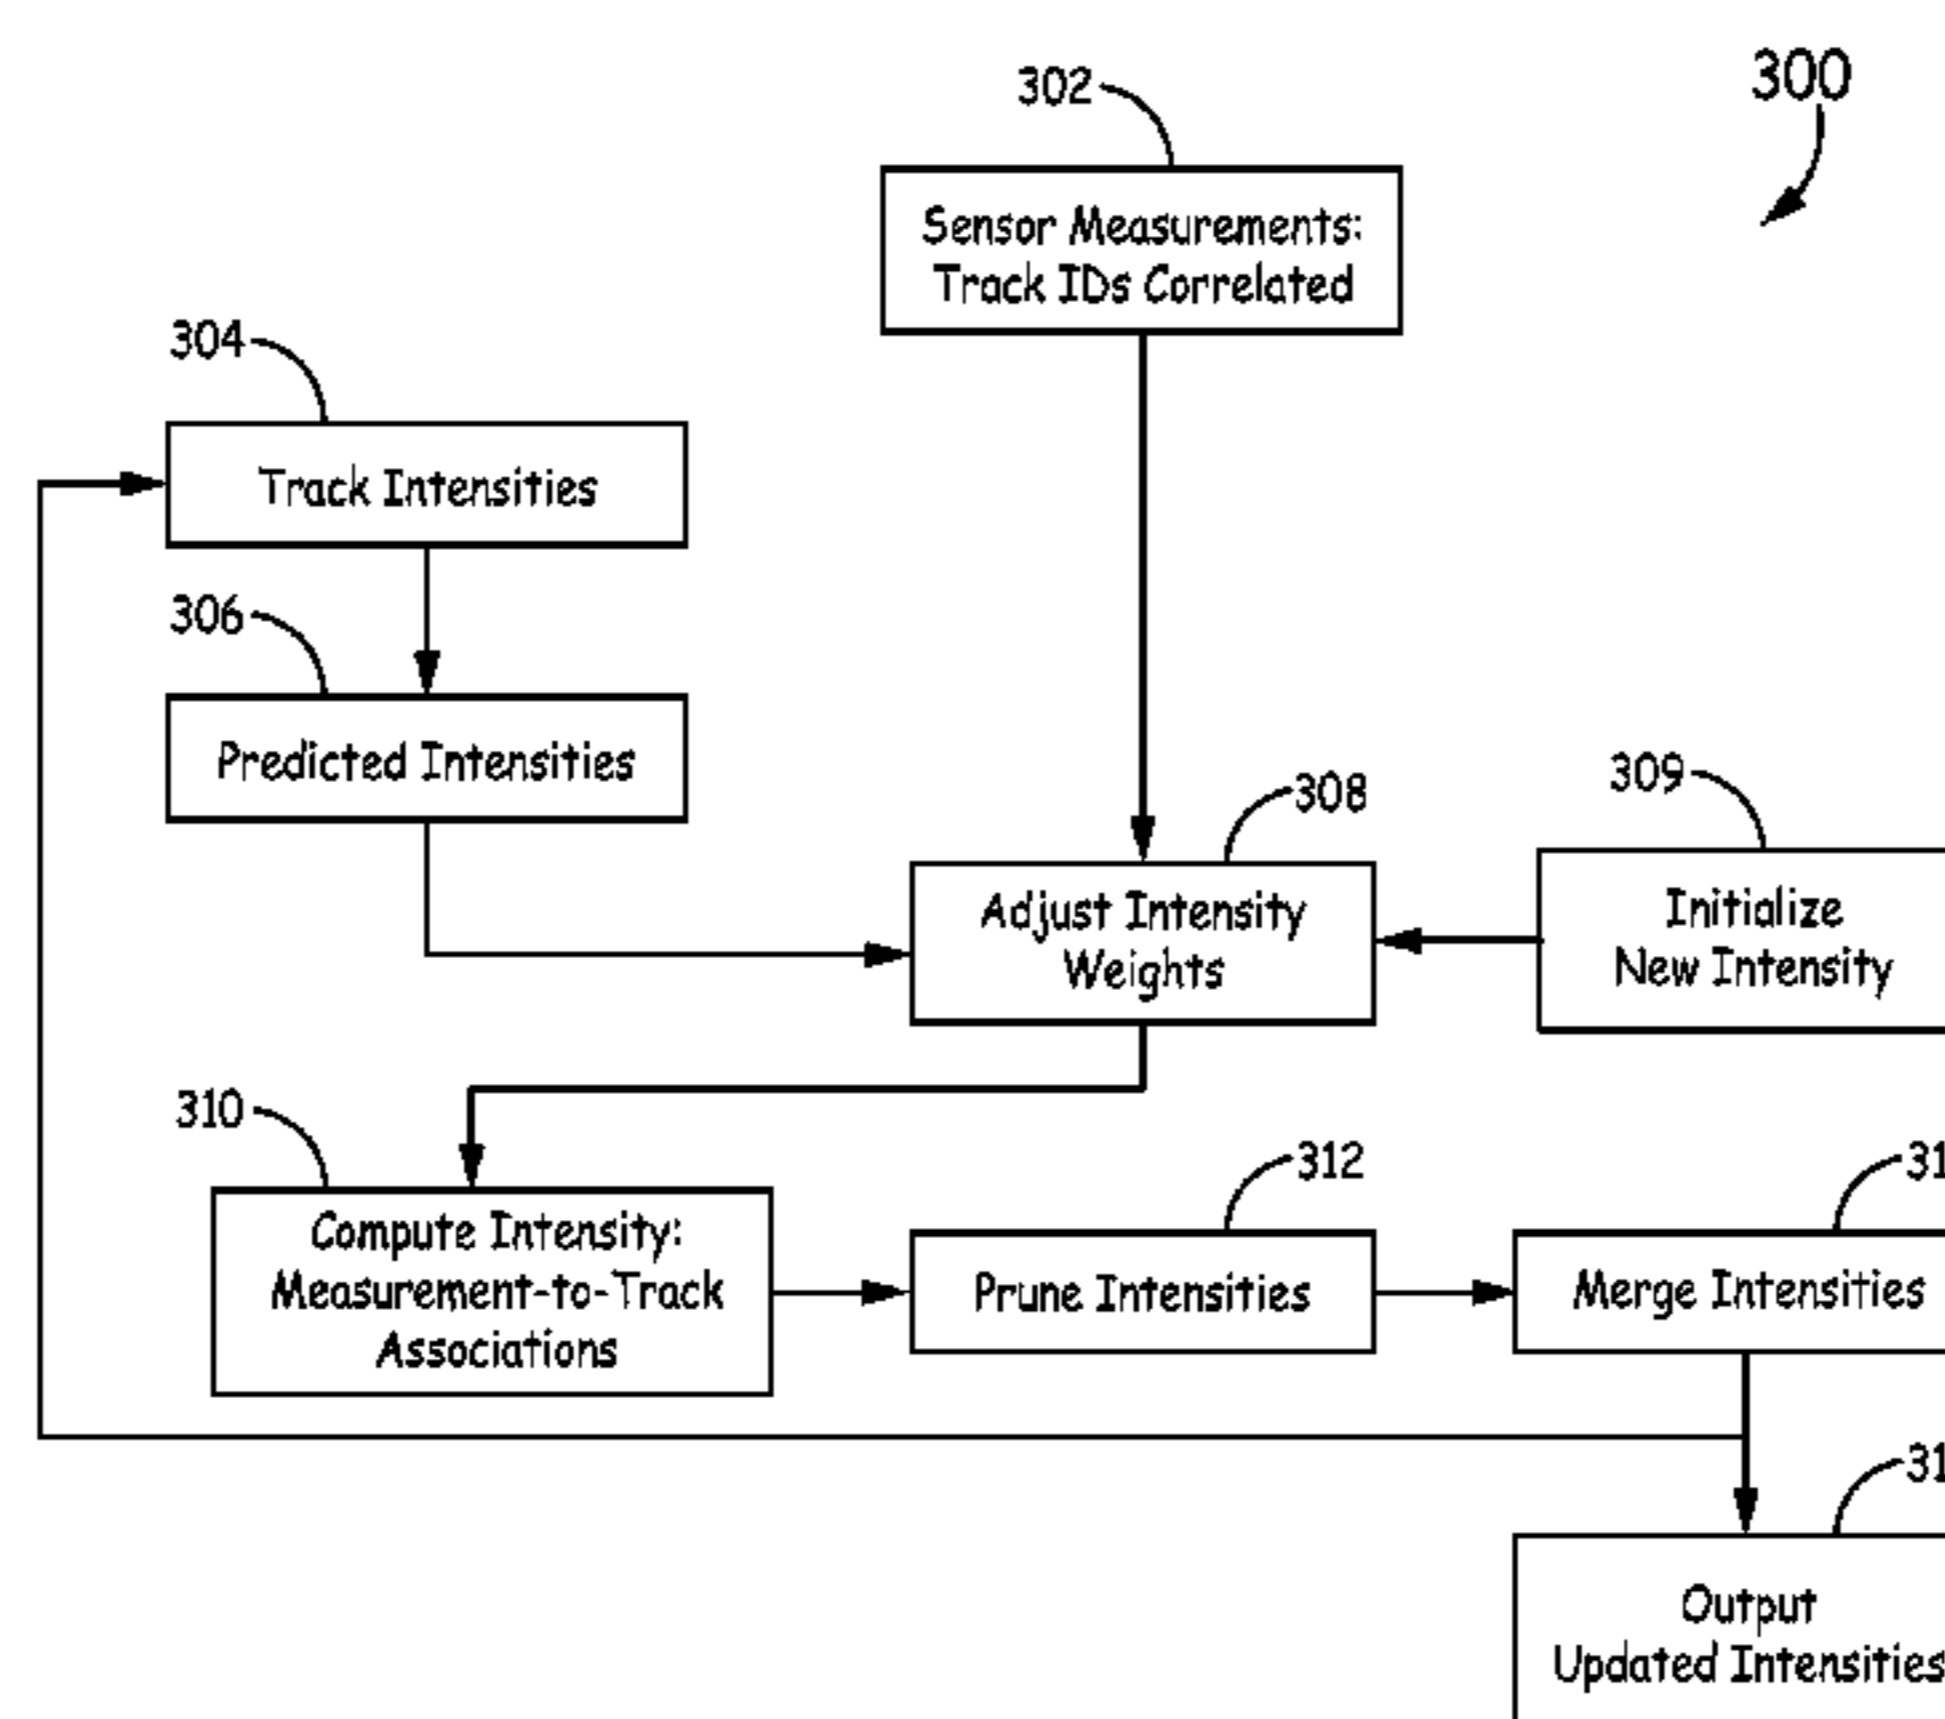 300
302
Sensor Measurements:
Track IDs Correlated
304
Track Intensities
306
Predicted Intensities
308
Adjust Intensity
Weights
309
Initialize
New Intensity
310
Compute Intensity:
Measurement-to-Track
Associations
312
Prune Intensities
Merge Intensities
Output
Updated Intensities